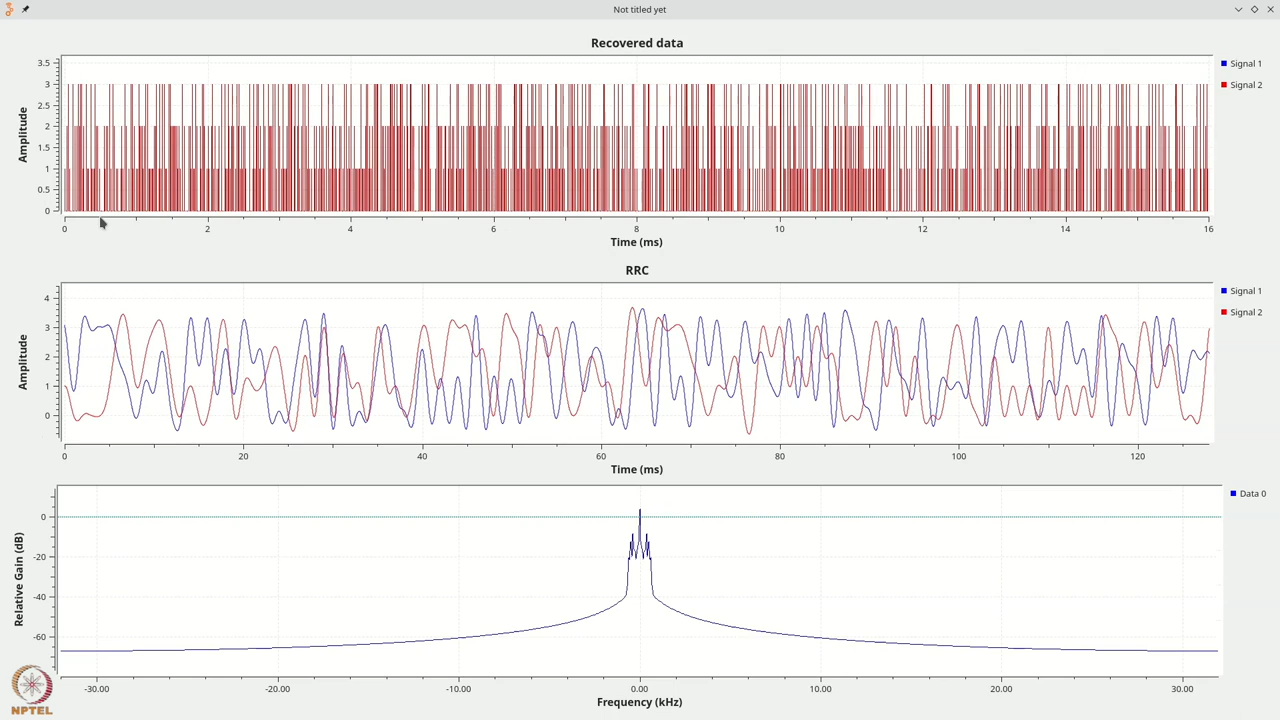 Not titled yet
Recovered data
3.5
3
2.5
2
1.5
1
0.5
0
Amplitude
Signal 1
Signal 2
0 2 4 6 8 10 12 14 16
Time (ms)
RRC
4
3
2
1
0
Amplitude
Signal 1
Signal 2
0 20 40 60 80 100 120
Time (ms)
0
-20
-40
-60
Relative Gain (dB)
Data 0
-30.00 -20.00 -10.00 0.00 10.00 20.00 30.00
Frequency (kHz)
NPTEL